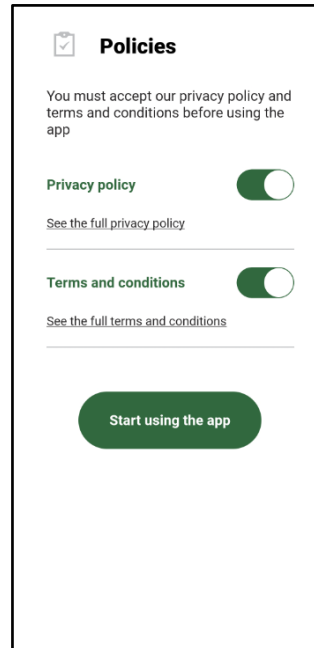 Policies
You must accept our privacy policy and
terms and conditions before using the
app
Privacy policy
See the full privacy policy
Terms and conditions
See the full terms and conditions
Start using the app